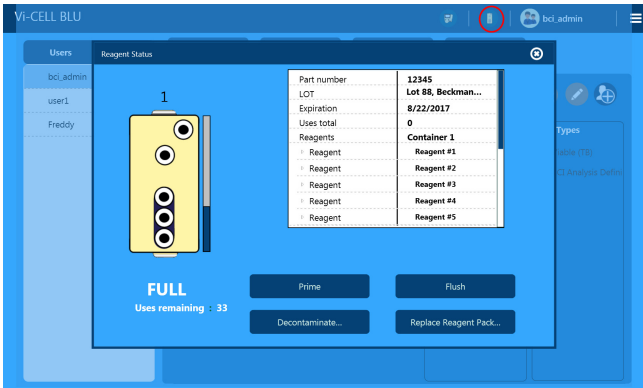 Vi-CELL BLU
bci_admin
Users
Reagent Status
bci_admin
user1
Freddy
1
Part number 12345
LOT Lot 88, Beckman...
Expiration 8/22/2017
Uses total 0
Reagents Container 1
Reagent Reagent #1
Reagent Reagent #2
Reagent Reagent #3
Reagent Reagent #4
Reagent Reagent #5
Types
iable (TB)
CI Analysis Defin
FULL
Uses remaining : 33
Prime
Flush
Decontaminate...
Replace Reagent Pack...